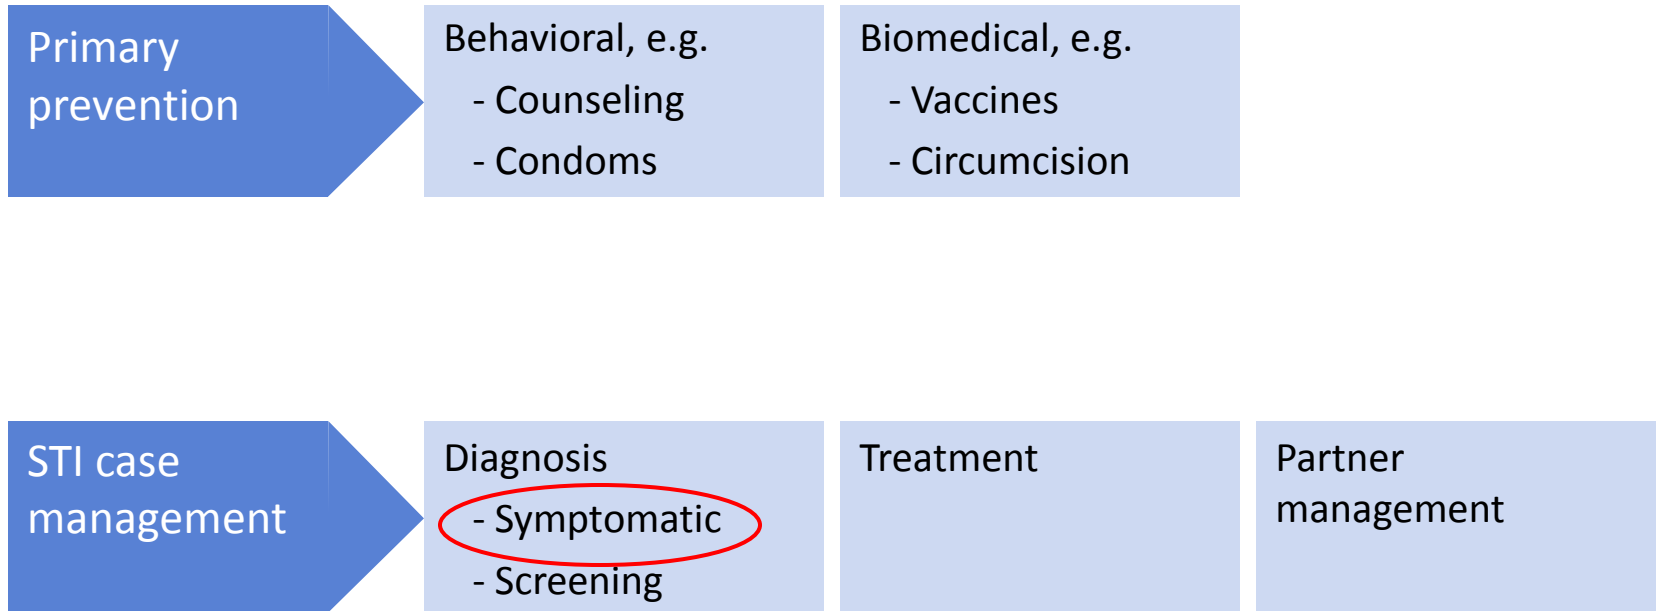 Primary
prevention
Behavioral, e.g.
- Counseling
- Condoms
Biomedical, e.g.
- Vaccines
- Circumcision
STI case
management
Diagnosis
- Symptomatic
- Screening
Treatment
Partner
management